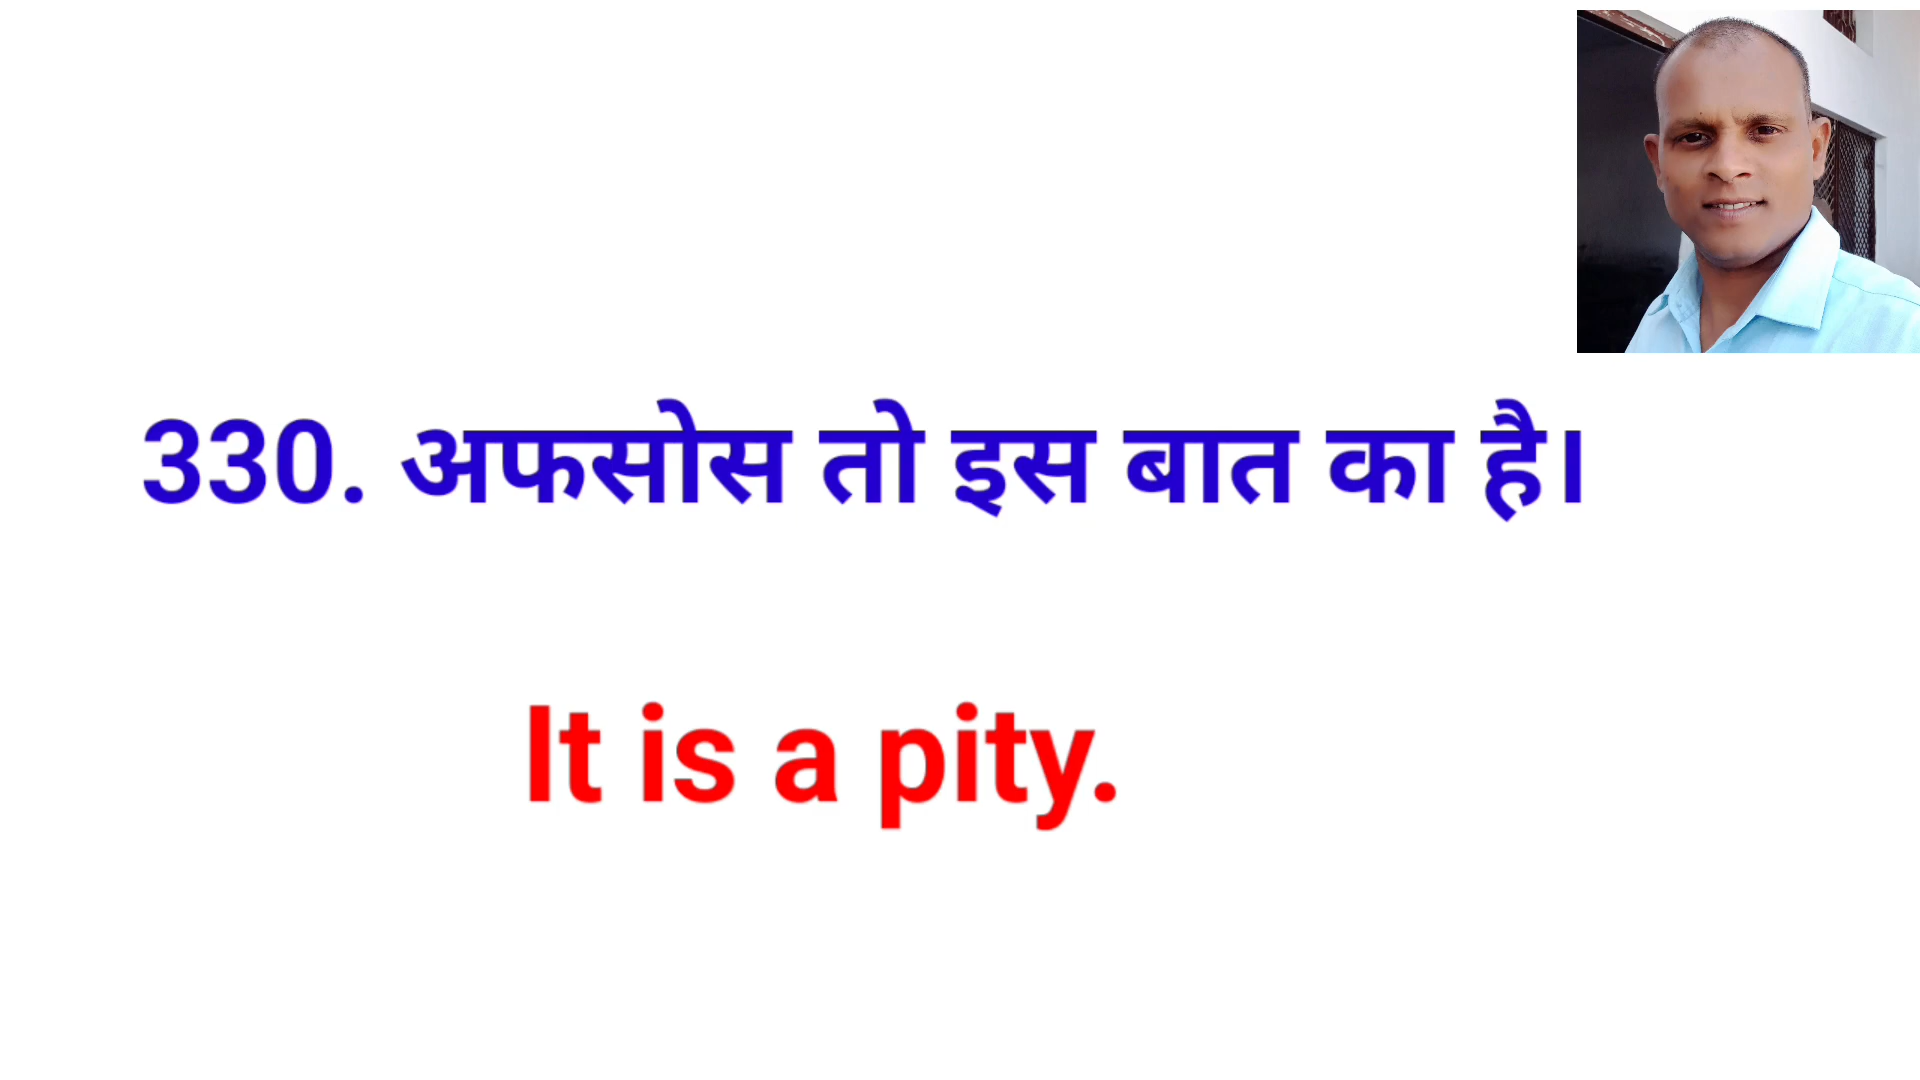 330. अफसोस तो इस बात का है।
It is a pity.